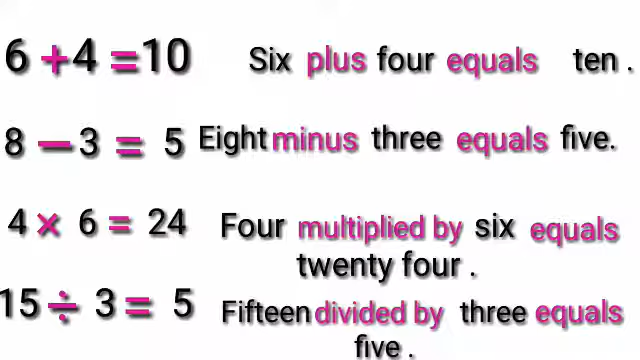 6 + 4 = 10 Six plus four equals ten .
8 − 3 = 5 Eight minus three equals five.
4 × 6 = 24 Four multiplied by six equals
twenty four .
15 ÷ 3 = 5 Fifteen divided by three equals
five .